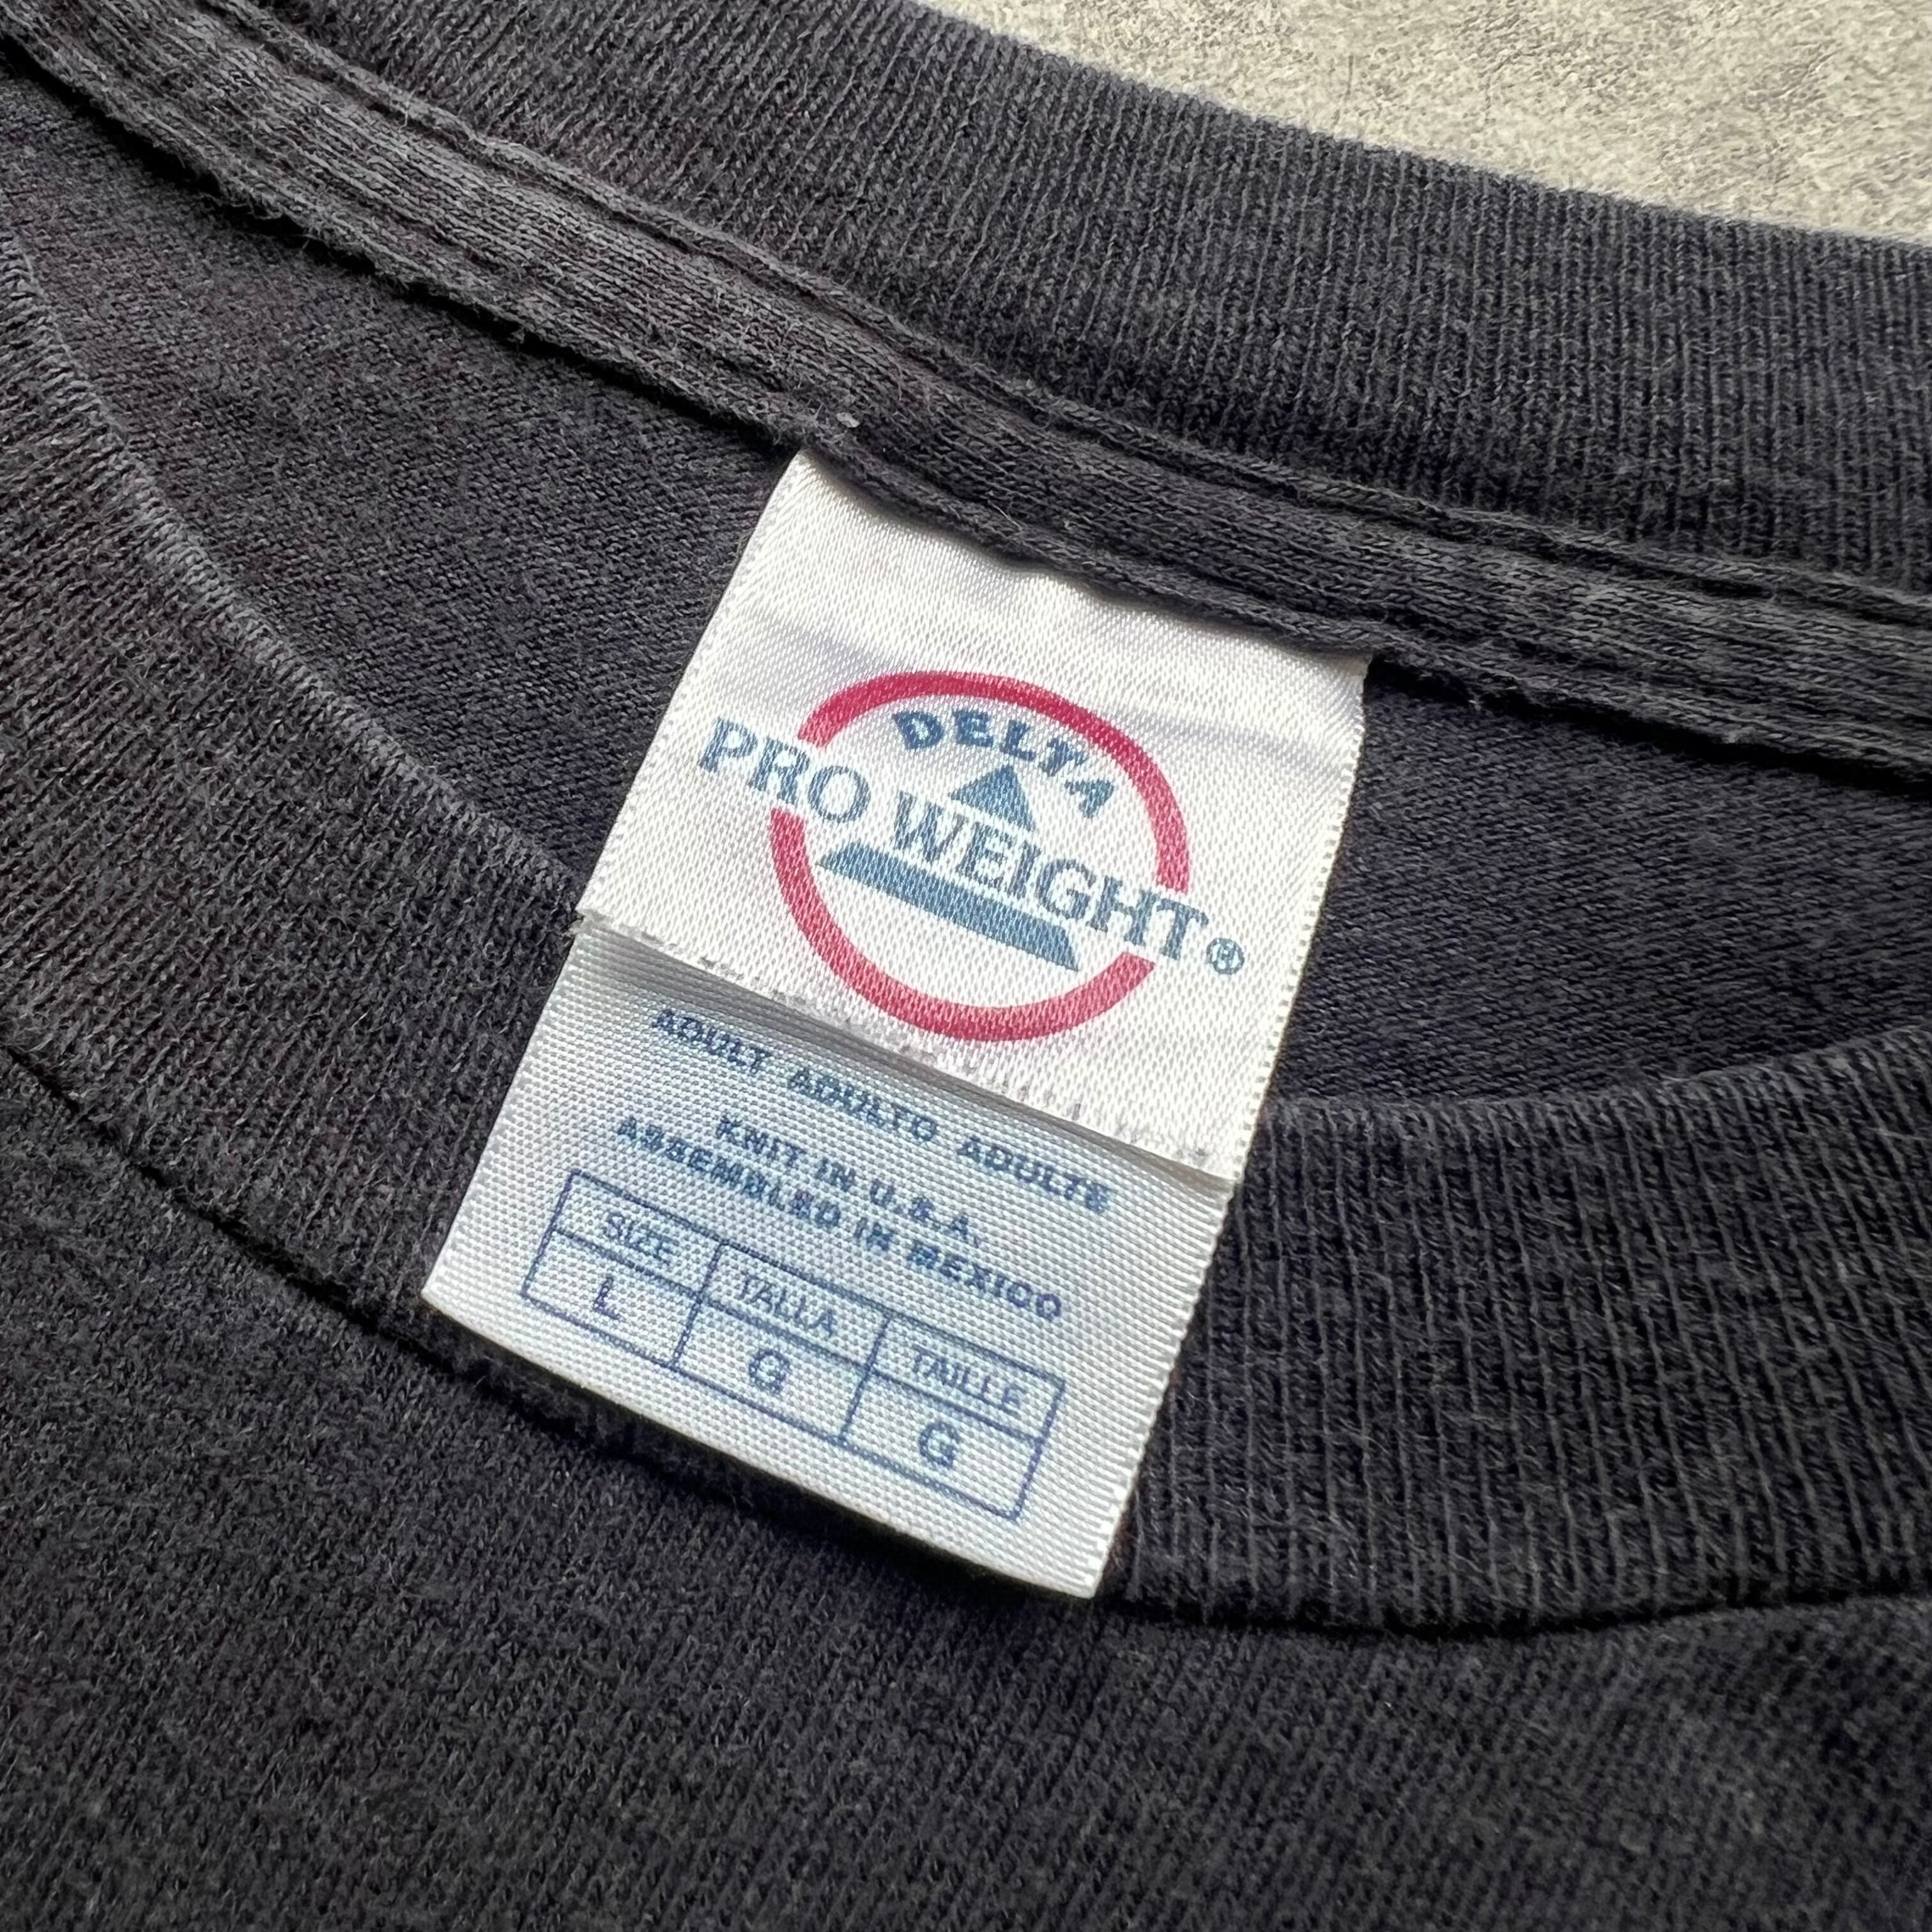 DELTA
PRO WEIGHT®
ADULT ADULTO ADULTE
KNIT IN U.S.A.
ASSEMBLED IN MEXICO
SIZE TALLA TAILLE
L G G